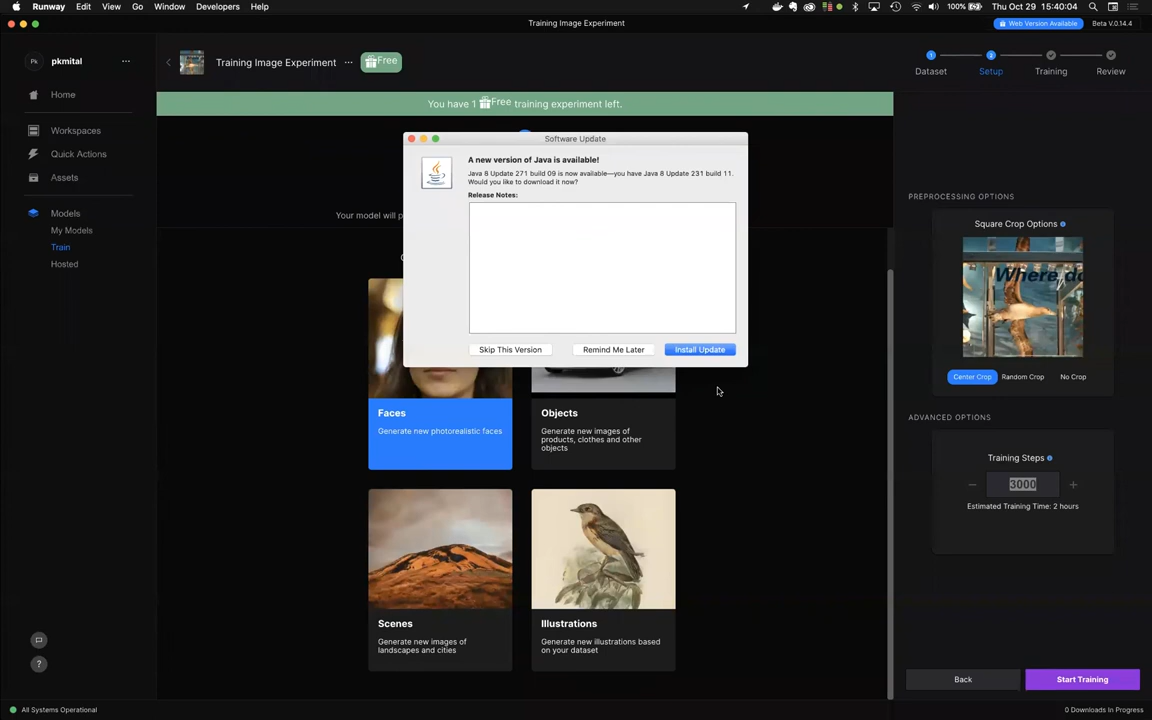 Runway File Edit View Go Window Developers Help
100% Thu Oct 29 15:40:04
Training Image Experiment
Web Version Available Beta V.0.14.4
Pk pkmital
Training Image Experiment ... Free
1 2
Dataset Setup Training Review
Home
Workspaces
Quick Actions
Assets
Models
My Models
Train
Hosted
You have 1 Free training experiment left.
Your model will p
Software Update
A new version of Java is available!
Java 8 Update 271 build 09 is now available—you have Java 8 Update 231 build 11.
Would you like to download it now?
Release Notes:
Skip This Version Remind Me Later Install Update
Faces
Generate new photorealistic faces
Objects
Generate new images of
products, clothes and other
objects
Scenes
Generate new images of
landscapes and cities
Illustrations
Generate new illustrations based
on your dataset
PREPROCESSING OPTIONS
Square Crop Options
Where do
Center Crop Random Crop No Crop
ADVANCED OPTIONS
Training Steps
− 3000 +
Estimated Training Time: 2 hours
Back Start Training
?
All Systems Operational
0 Downloads In Progress